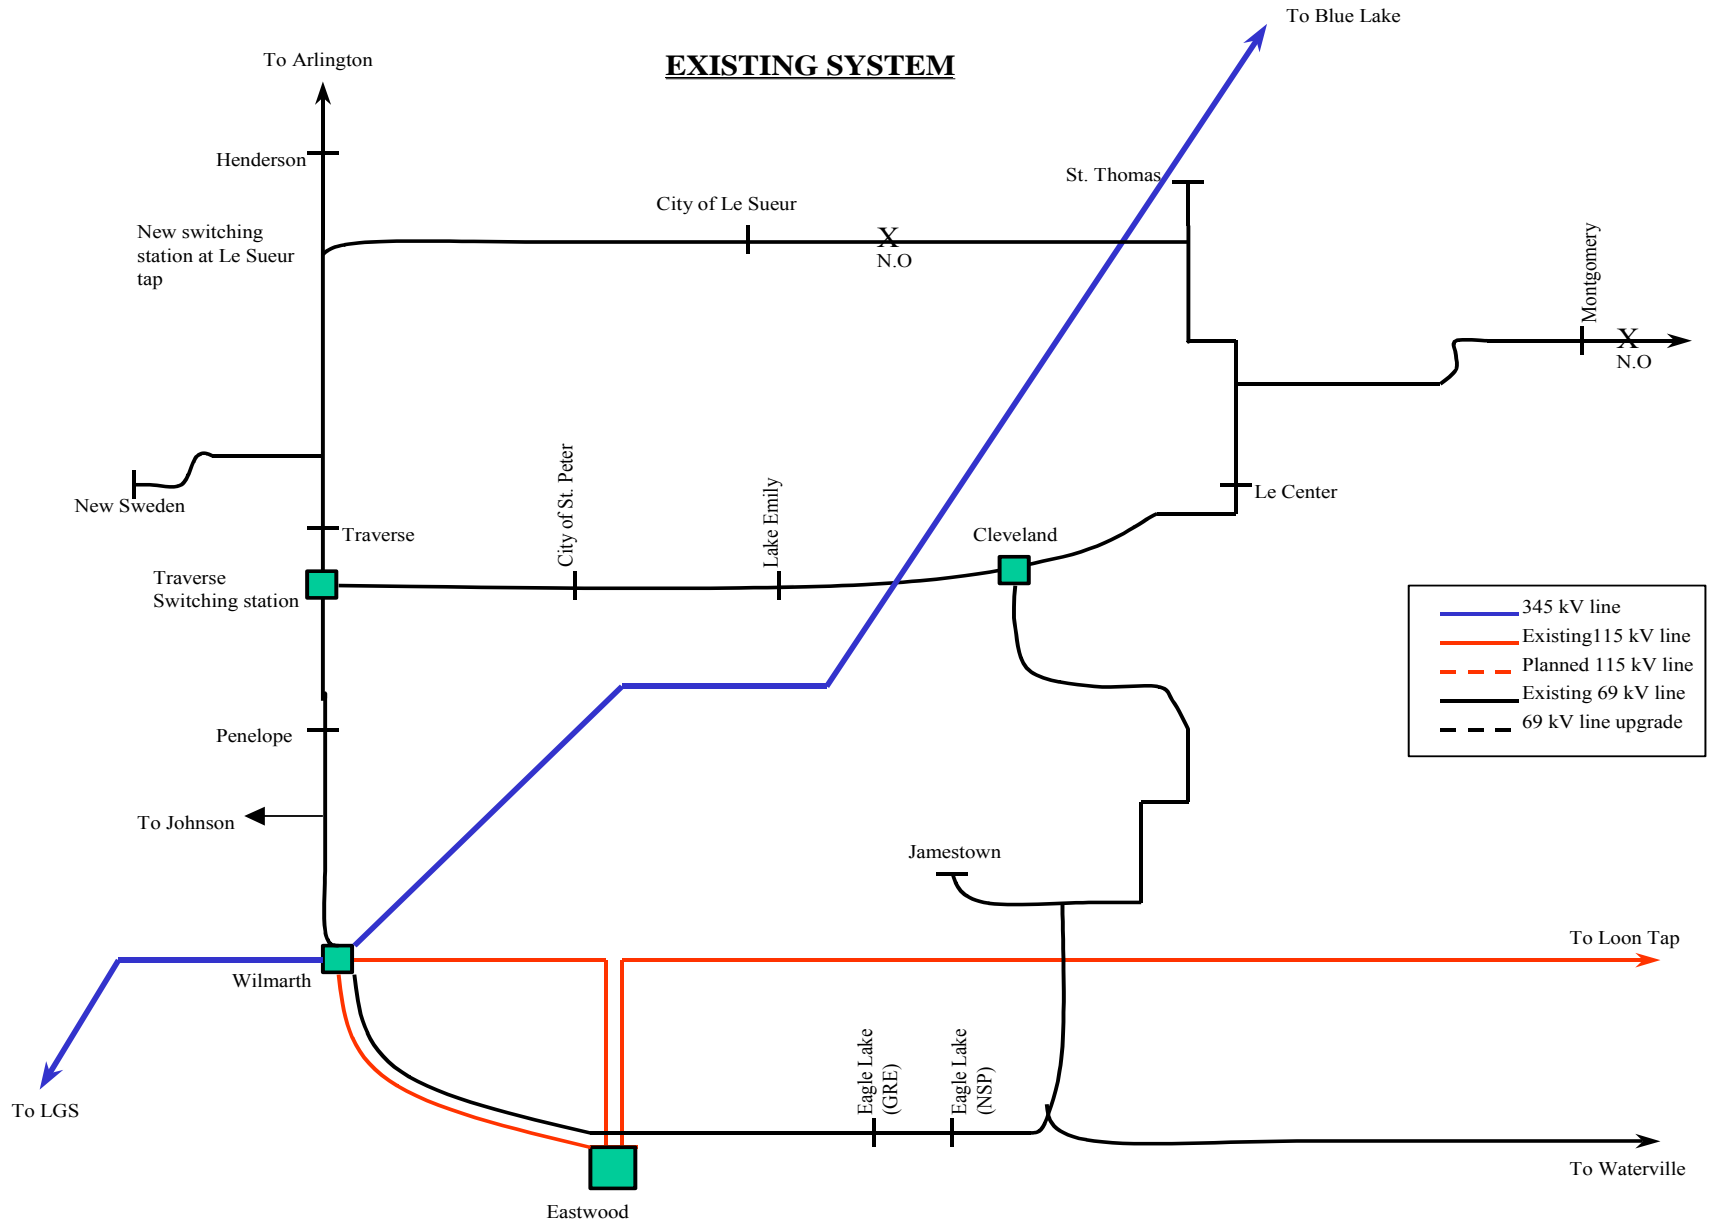 To Blue Lake
To Arlington
EXISTING SYSTEM
Henderson
St. Thomas
City of Le Sueur
New switching
station at Le Sueur
tap
X
N.O
Montgomery
X
N.O
New Sweden
Traverse
City of St. Peter
Lake Emily
Cleveland
Le Center
Traverse
Switching station
345 kV line
Existing115 kV line
Planned 115 kV line
Existing 69 kV line
69 kV line upgrade
Penelope
To Johnson
Jamestown
To Loon Tap
Wilmarth
Eagle Lake
(GRE)
Eagle Lake
(NSP)
To LGS
To Waterville
Eastwood